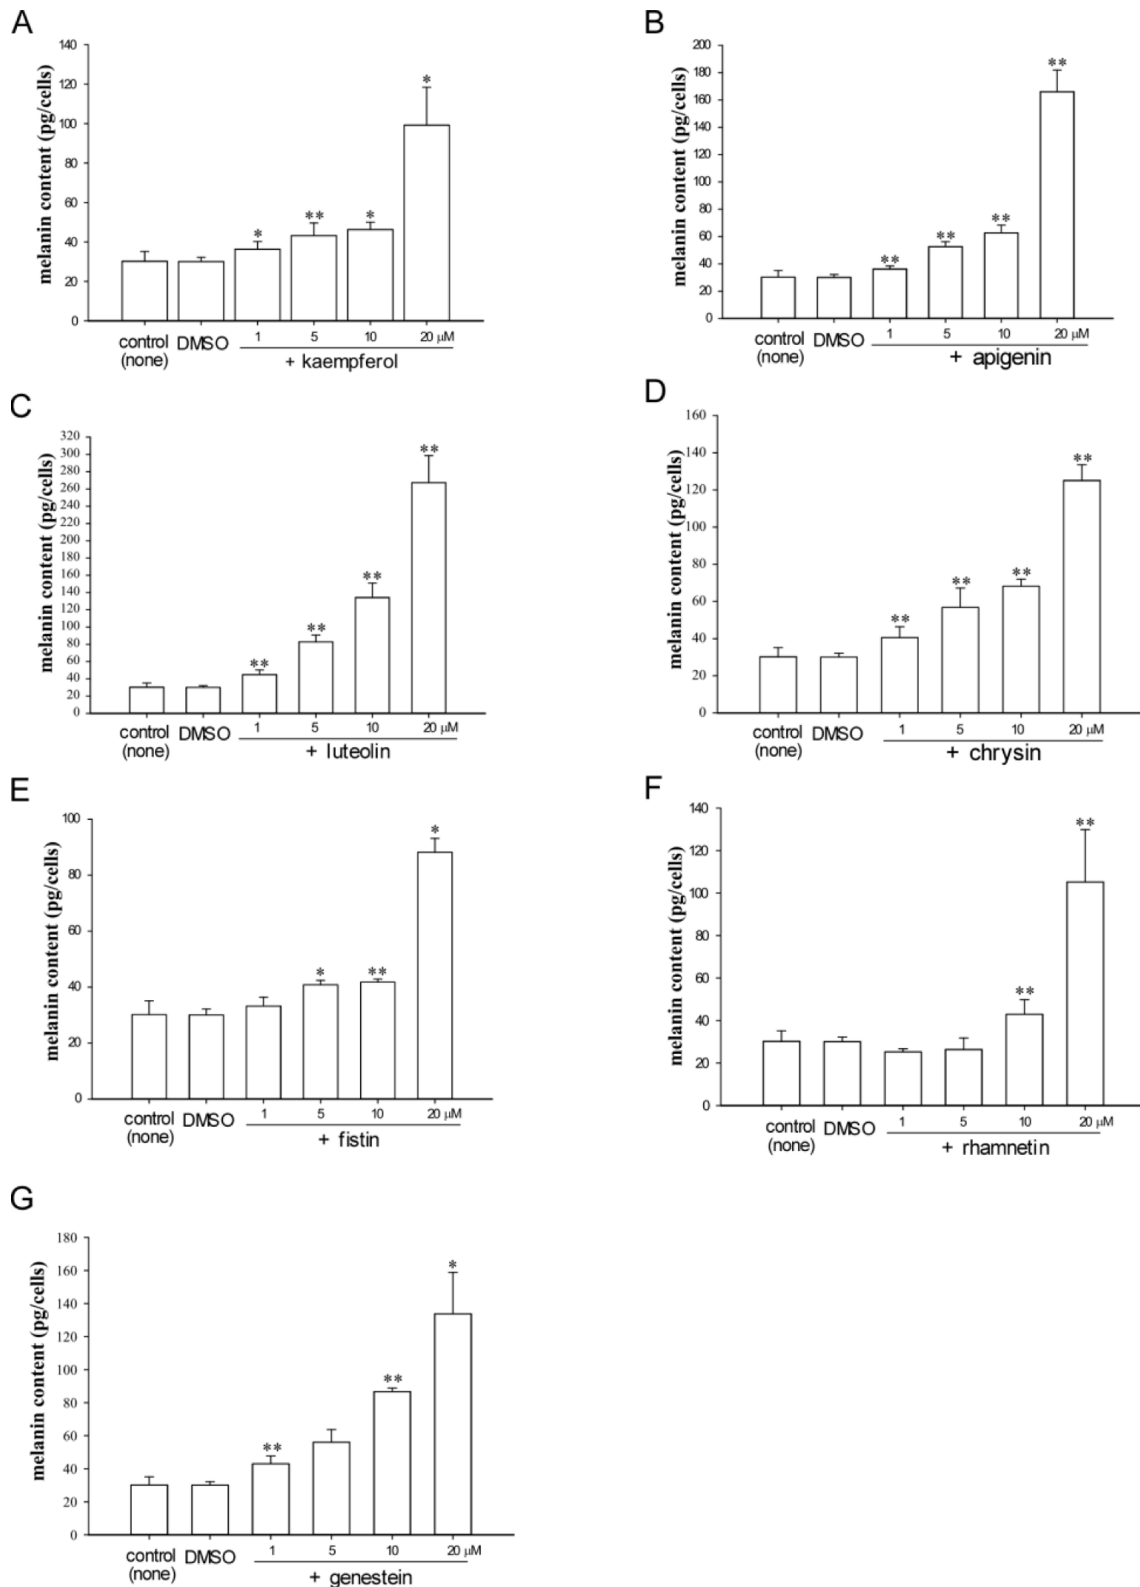 A
melanin content (pg/cells)
140
120
100
80
60
40
20
0
* ** * *
control (none) DMSO 1 5 10 20 μM
+ kaempferol
B
melanin content (pg/cells)
200
180
160
140
120
100
80
60
40
20
0
** ** ** **
control (none) DMSO 1 5 10 20 μM
+ apigenin
C
melanin content (pg/cells)
320
300
280
260
240
220
200
180
160
140
120
100
80
60
40
20
0
** ** ** **
control (none) DMSO 1 5 10 20 μM
+ luteolin
D
melanin content (pg/cells)
160
140
120
100
80
60
40
20
0
** ** ** **
control (none) DMSO 1 5 10 20 μM
+ chrysin
E
melanin content (pg/cells)
100
80
60
40
20
0
* ** *
control (none) DMSO 1 5 10 20 μM
+ fistin
F
melanin content (pg/cells)
140
120
100
80
60
40
20
0
** **
control (none) DMSO 1 5 10 20 μM
+ rhamnetin
G
melanin content (pg/cells)
180
160
140
120
100
80
60
40
20
0
** ** *
control (none) DMSO 1 5 10 20 μM
+ genestein